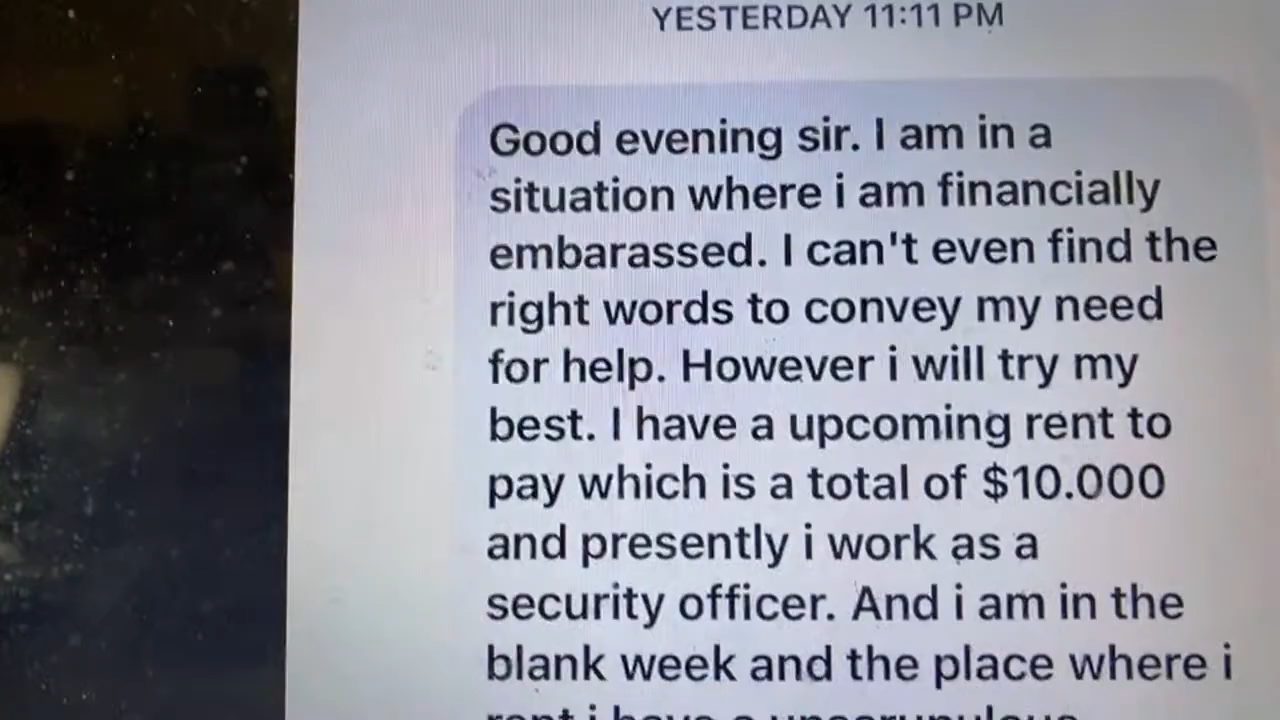 YESTERDAY 11:11 PM
Good evening sir. I am in a
situation where i am financially
embarassed. I can't even find the
right words to convey my need
for help. However i will try my
best. I have a upcoming rent to
pay which is a total of $10.000
and presently i work as a
security officer. And i am in the
blank week and the place where i
rent i have a unscrupulous